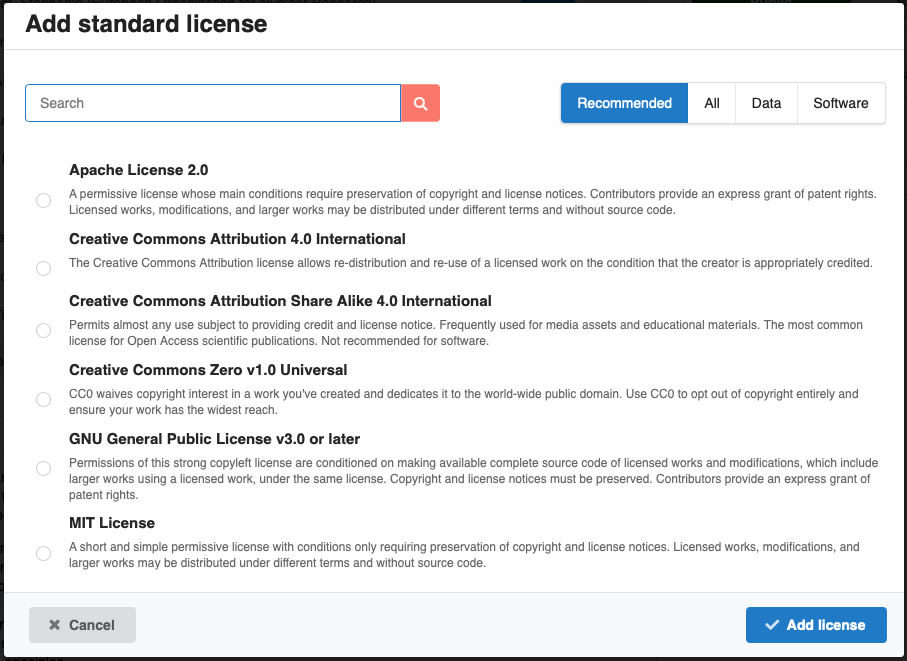 Add standard license
Search
Recommended All Data Software
Apache License 2.0
A permissive license whose main conditions require preservation of copyright and license notices. Contributors provide an express grant of patent rights.
Licensed works, modifications, and larger works may be distributed under different terms and without source code.
Creative Commons Attribution 4.0 International
The Creative Commons Attribution license allows re-distribution and re-use of a licensed work on the condition that the creator is appropriately credited.
Creative Commons Attribution Share Alike 4.0 International
Permits almost any use subject to providing credit and license notice. Frequently used for media assets and educational materials. The most common
license for Open Access scientific publications. Not recommended for software.
Creative Commons Zero v1.0 Universal
CC0 waives copyright interest in a work you've created and dedicates it to the world-wide public domain. Use CC0 to opt out of copyright entirely and
ensure your work has the widest reach.
GNU General Public License v3.0 or later
Permissions of this strong copyleft license are conditioned on making available complete source code of licensed works and modifications, which include
larger works using a licensed work, under the same license. Copyright and license notices must be preserved. Contributors provide an express grant of
patent rights.
MIT License
A short and simple permissive license with conditions only requiring preservation of copyright and license notices. Licensed works, modifications, and
larger works may be distributed under different terms and without source code.
Cancel
Add license